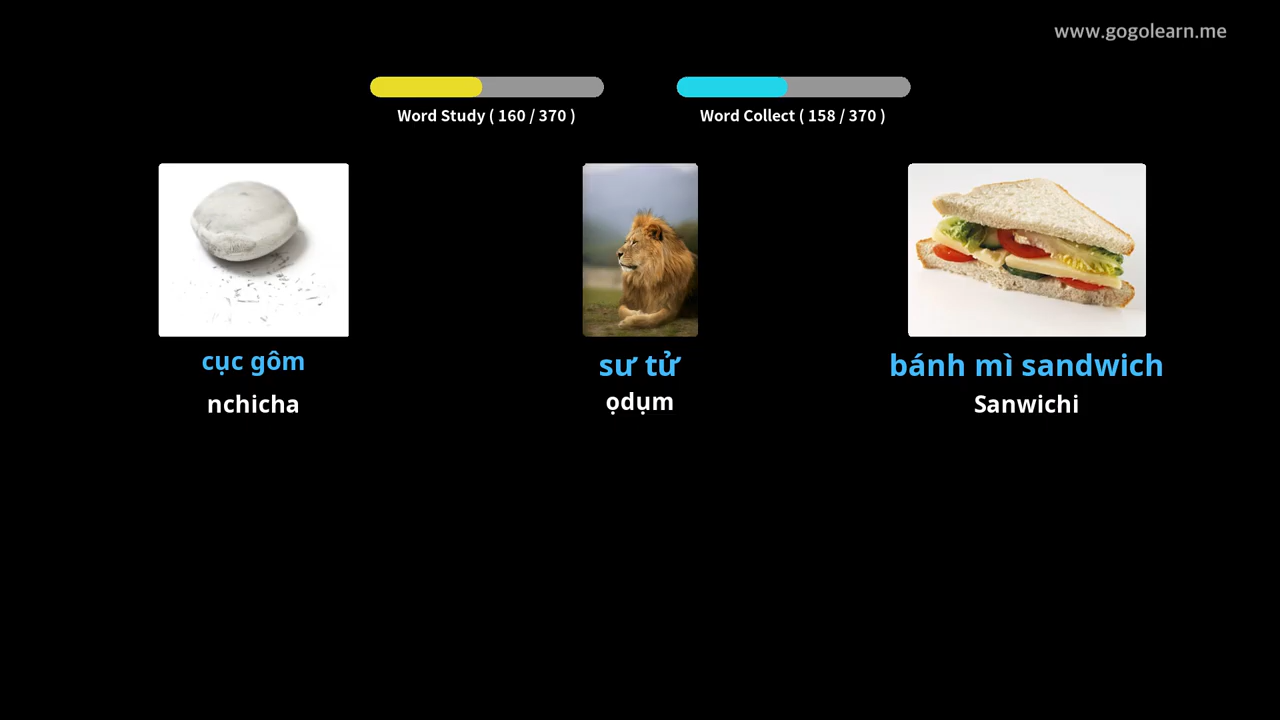 www.gogolearn.me
Word Study ( 160 / 370 )
Word Collect ( 158 / 370 )
cục gôm
nchicha
sư tử
ọdụm
bánh mì sandwich
Sanwichi